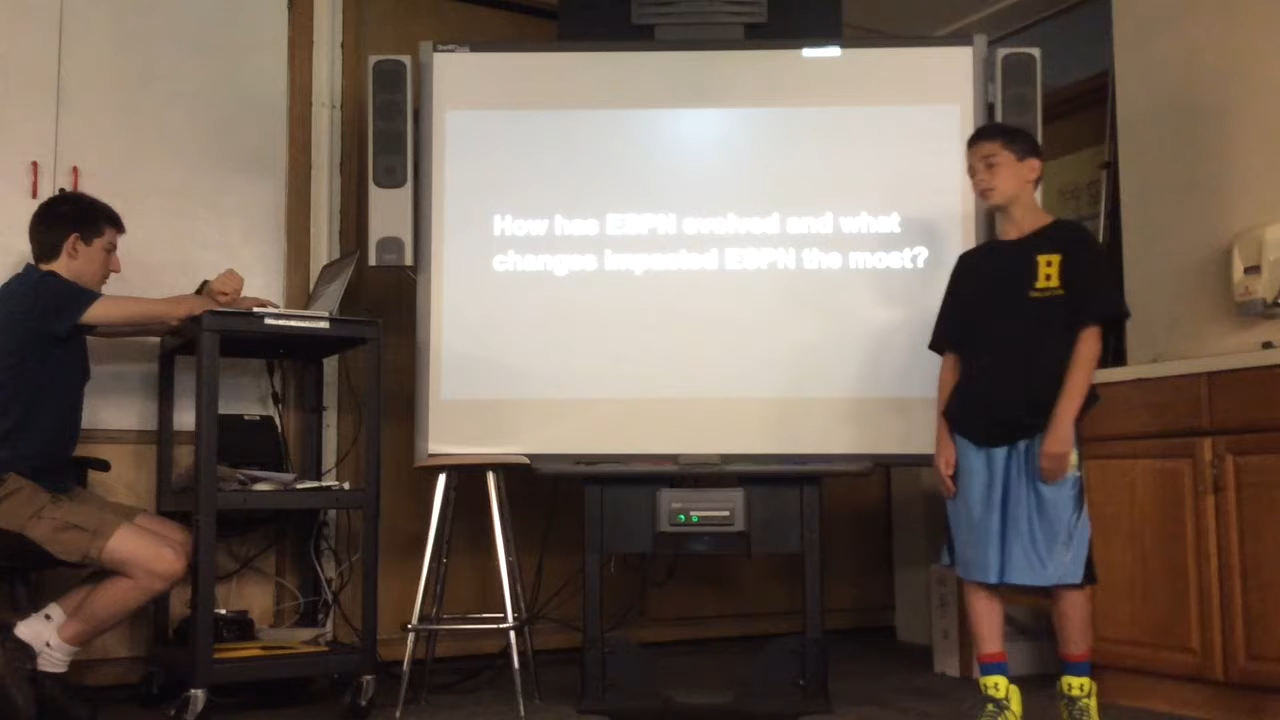 How has ESPN evolved and what
changes impacted ESPN the most?
H